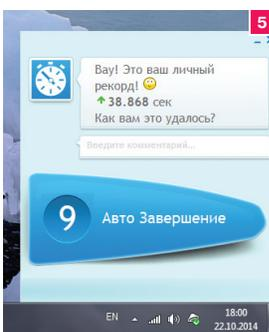 5
Вау! Это ваш личный
рекорд!
38.868 сек
Как вам это удалось?
Введите комментарий...
9 Авто Завершение
EN 18:00
22.10.2014